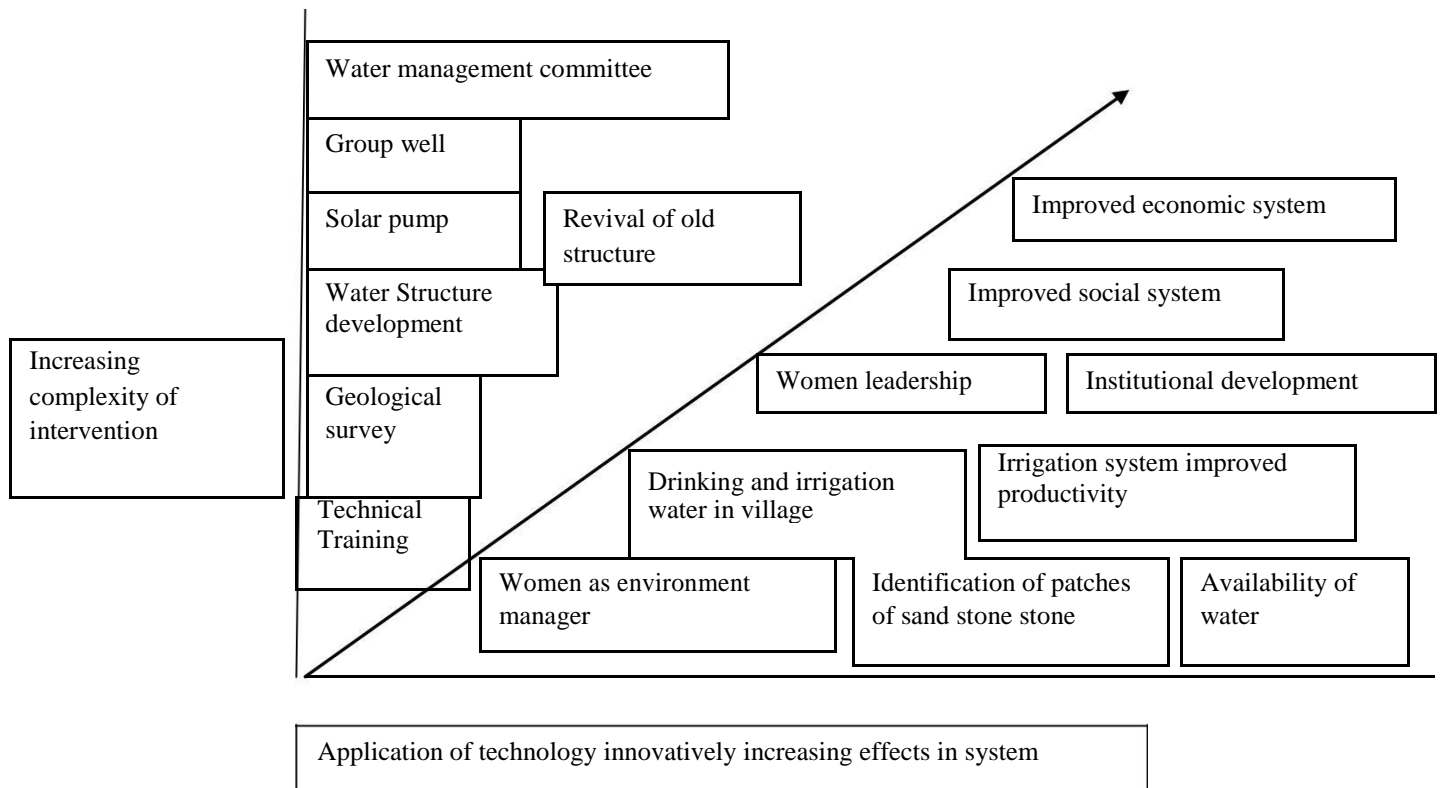 Water management committee
Group well
Solar pump
Revival of old
structure
Improved economic system
Water Structure
development
Improved social system
Increasing
complexity of
intervention
Geological
survey
Women leadership
Institutional development
Technical
Training
Drinking and irrigation
water in village
Irrigation system improved
productivity
Women as environment
manager
Identification of patches
of sand stone stone
Availability of
water
Application of technology innovatively increasing effects in system